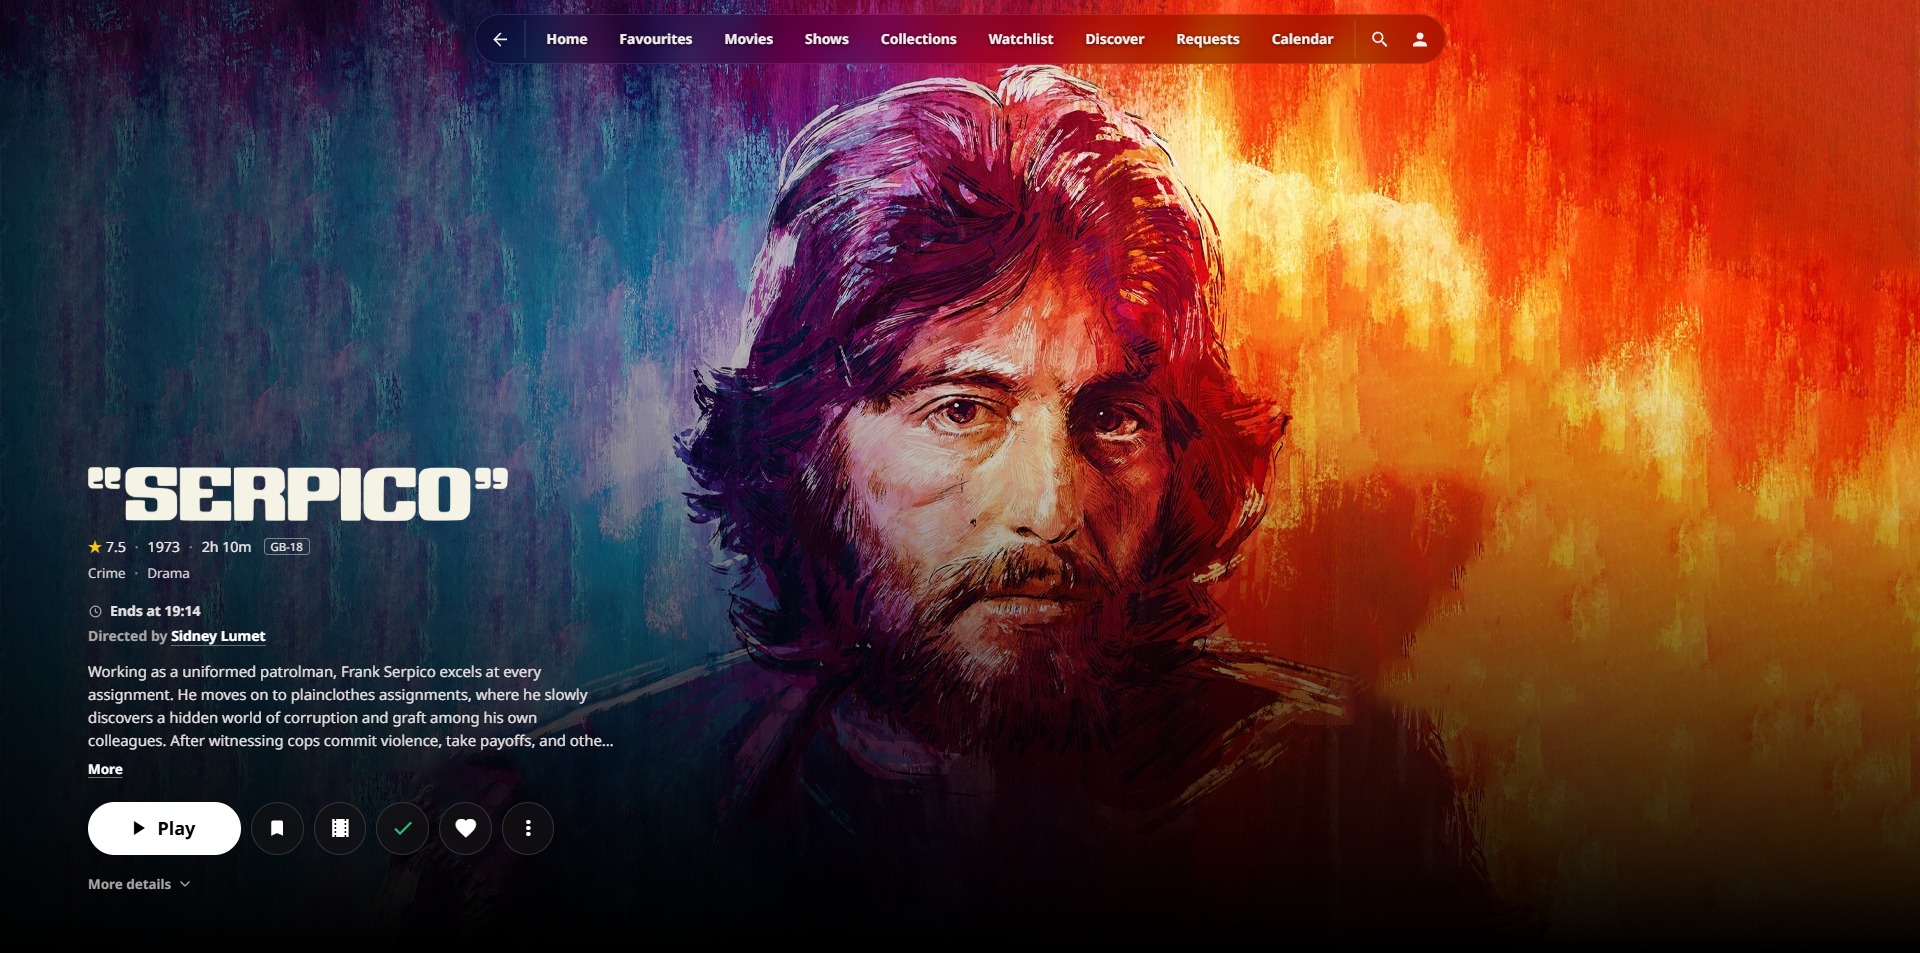 Home Favourites Movies Shows Collections Watchlist Discover Requests Calendar
“SERPICO”
7.5 · 1973 · 2h 10m GB-18
Crime · Drama
Ends at 19:14
Directed by Sidney Lumet
Working as a uniformed patrolman, Frank Serpico excels at every
assignment. He moves on to plainclothes assignments, where he slowly
discovers a hidden world of corruption and graft among his own
colleagues. After witnessing cops commit violence, take payoffs, and othe...
More
Play
More details